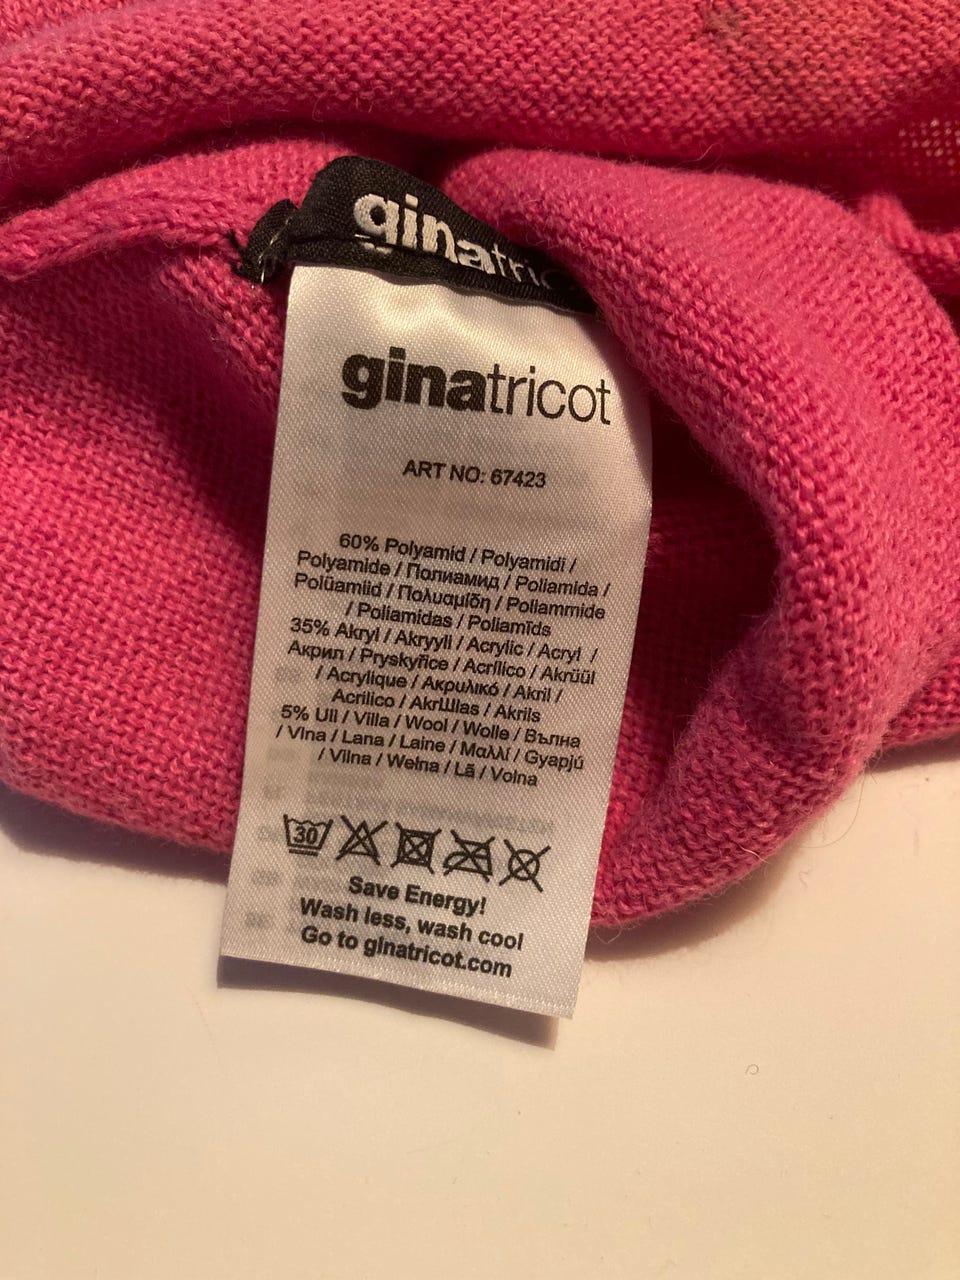 ginatric
ginatricot
ART NO: 67423
60% Polyamid / Polyamidi /
Polyamide / Полиамид / Poliamida /
Polüamiid / Πολυαμίδη / Poliammide
/ Poliamidas / Poliamīds
35% Akryl / Akryyli / Acrylic / Acryl /
Акрил / Pryskyřice / Acrílico / Akrüül
/ Acrylique / Ακρυλικό / Akril /
Acrilico / Akrilas / Akrils
5% Ull / Villa / Wool / Wolle / Вълна
/ Vlna / Lana / Laine / Μαλλί / Gyapjú
/ Vilna / Wełna / Lã / Volna
30
Save Energy!
Wash less, wash cool
Go to ginatricot.com